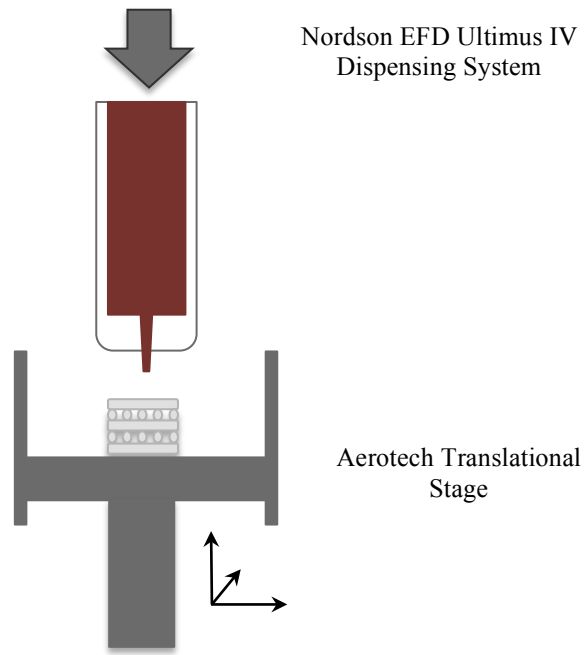 Nordson EFD Ultimus IV
Dispensing System
Aerotech Translational
Stage